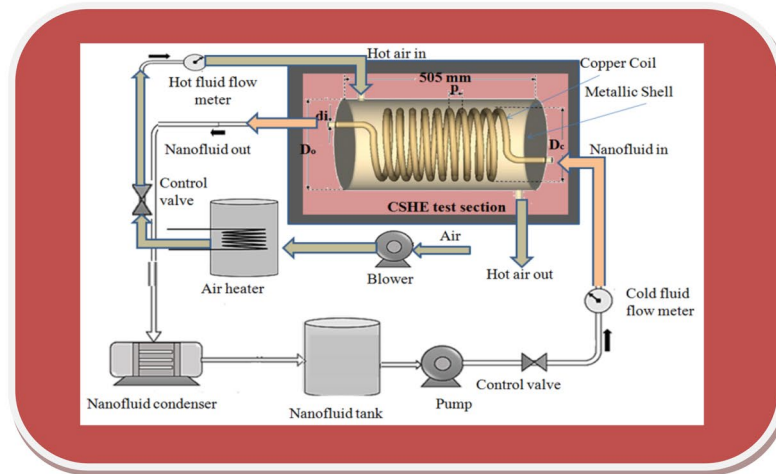 Hot air in
505 mm
Copper Coil
Hot fluid flow
meter
P
Metallic Shell
di
Do
Dc
Nanofluid out
Nanofluid in
Control
valve
CSHE test section
Air
Air heater
Blower
Hot air out
Cold fluid
flow meter
Control valve
Nanofluid condenser
Nanofluid tank
Pump